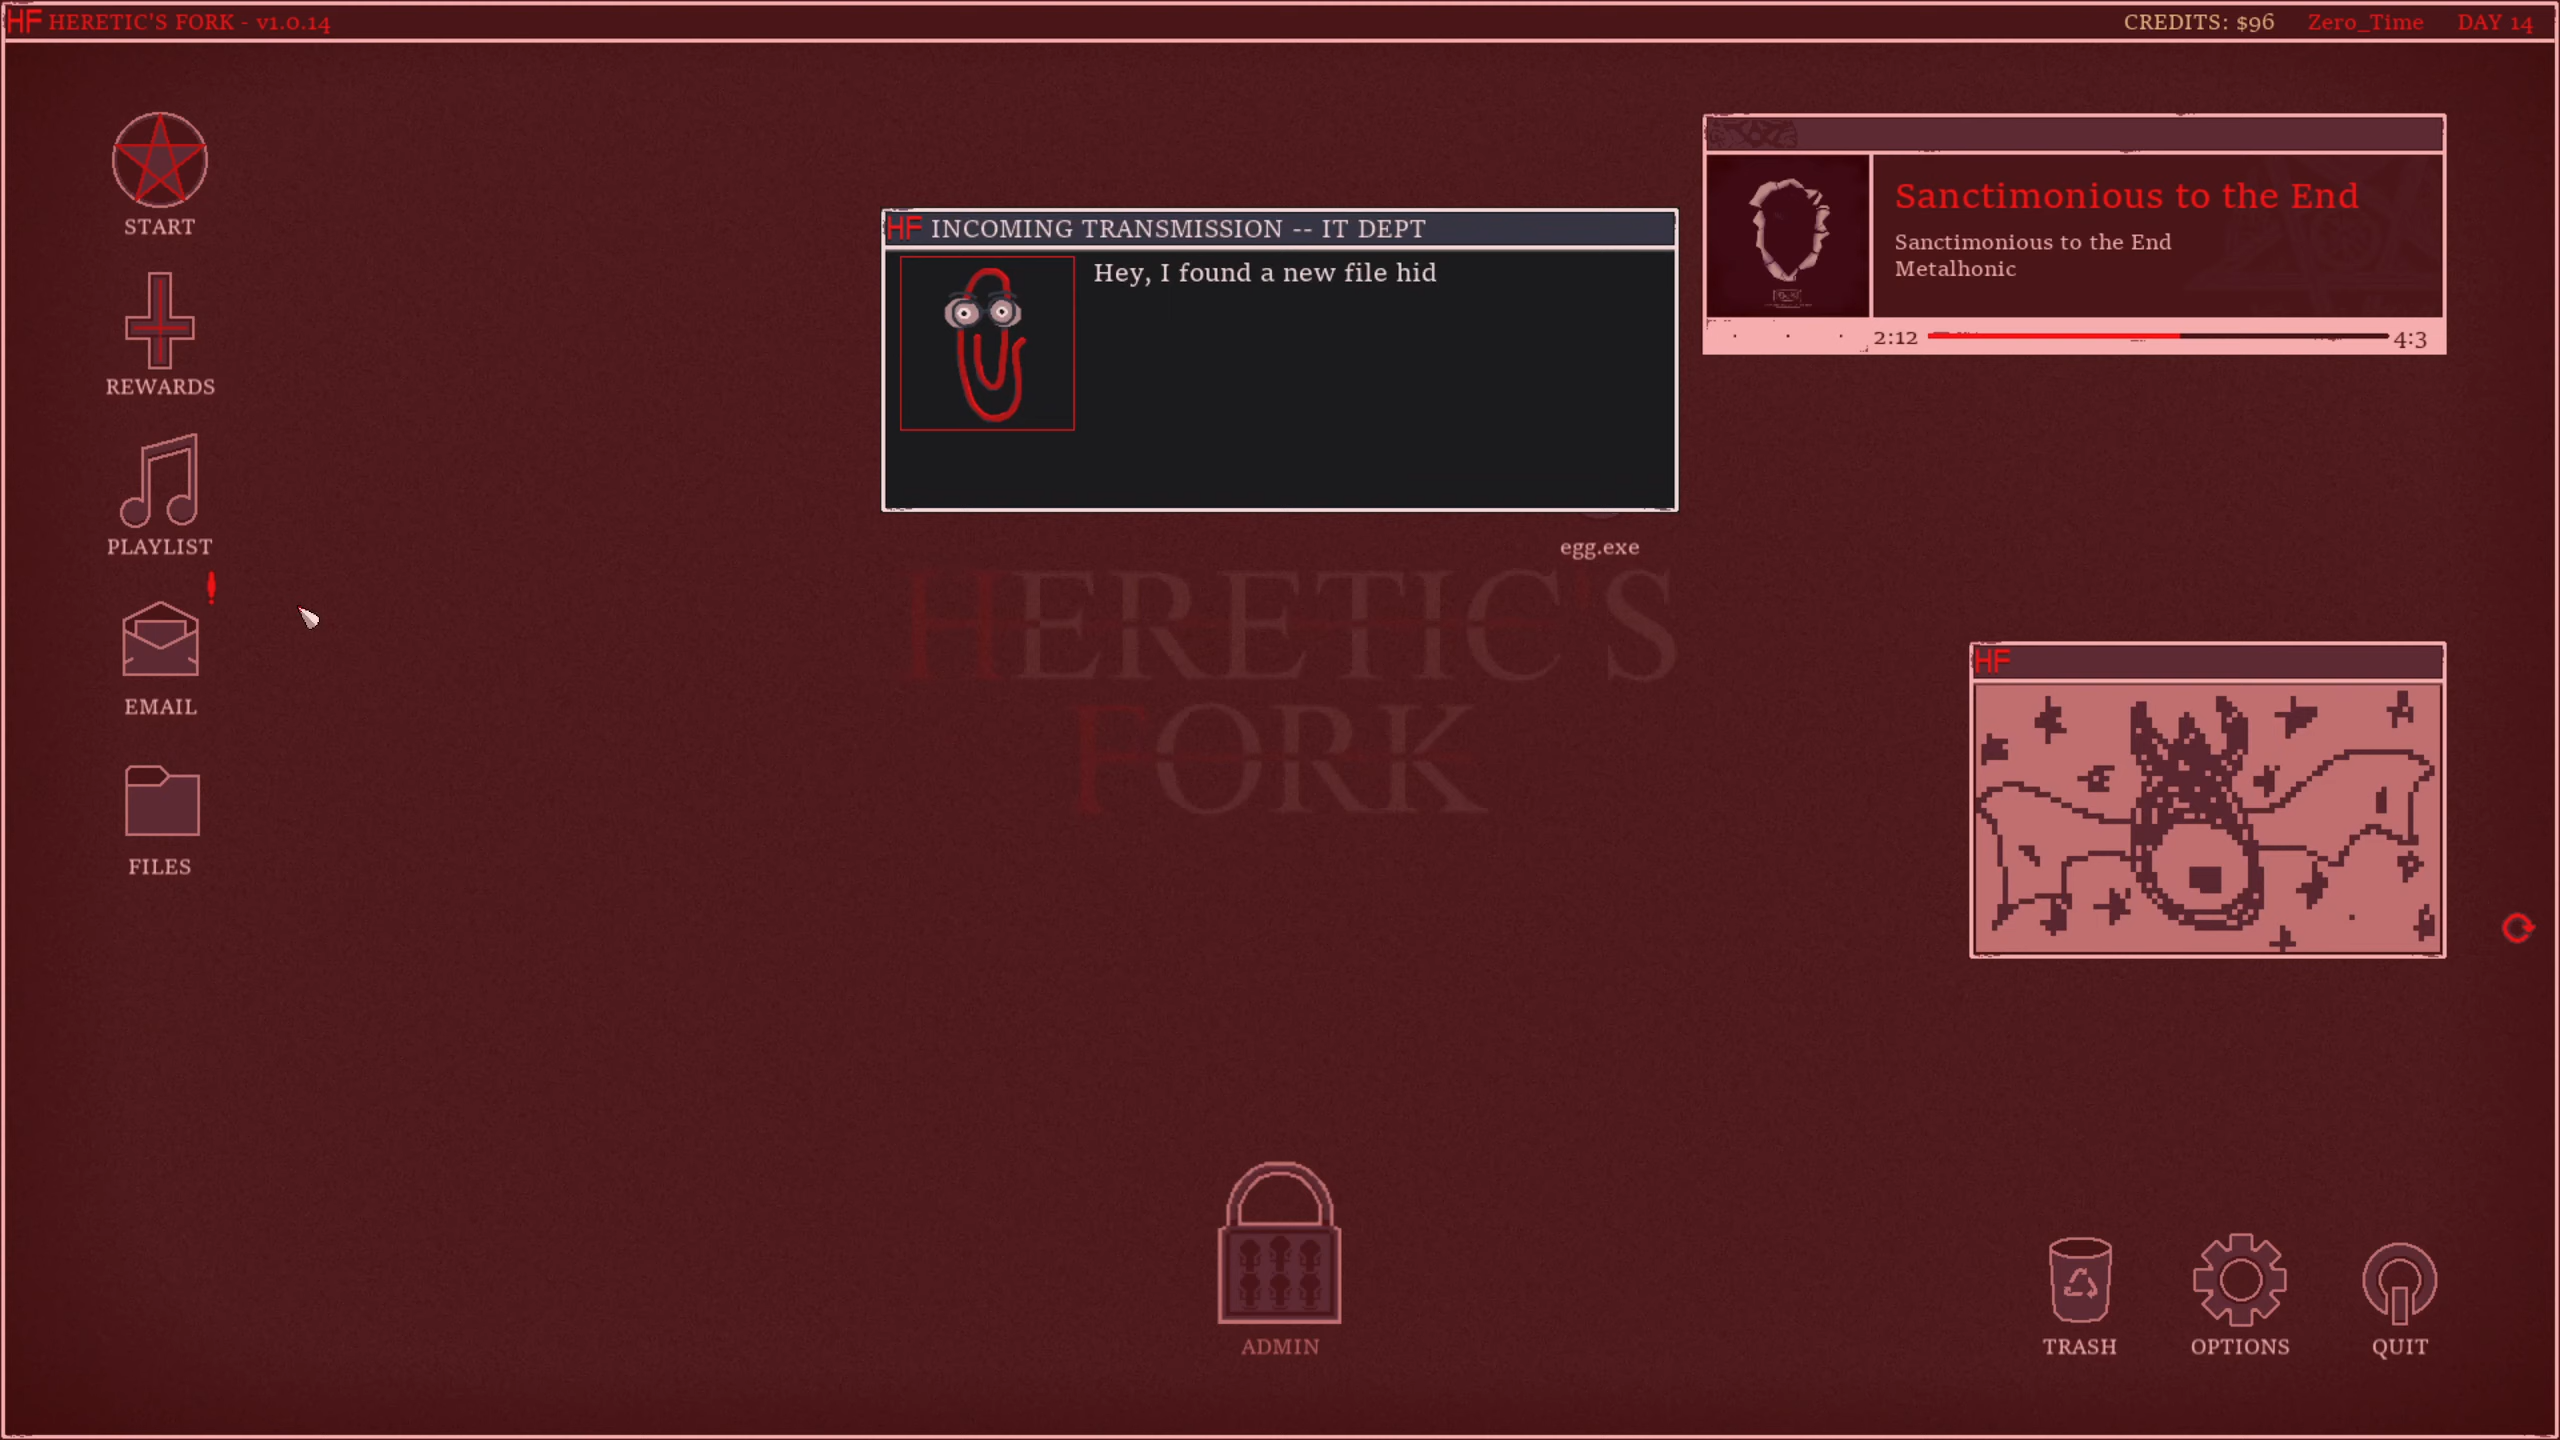 HF HERETIC'S FORK - v1.0.14
CREDITS: $96
Zero_Time
DAY 14
START
REWARDS
PLAYLIST
EMAIL
FILES
HF INCOMING TRANSMISSION -- IT DEPT
Hey, I found a new file hid
egg.exe
Sanctimonious to the End
Sanctimonious to the End
Metalhonic
2:12
4:3
HERETIC'S
FORK
HF
ADMIN
TRASH
OPTIONS
QUIT